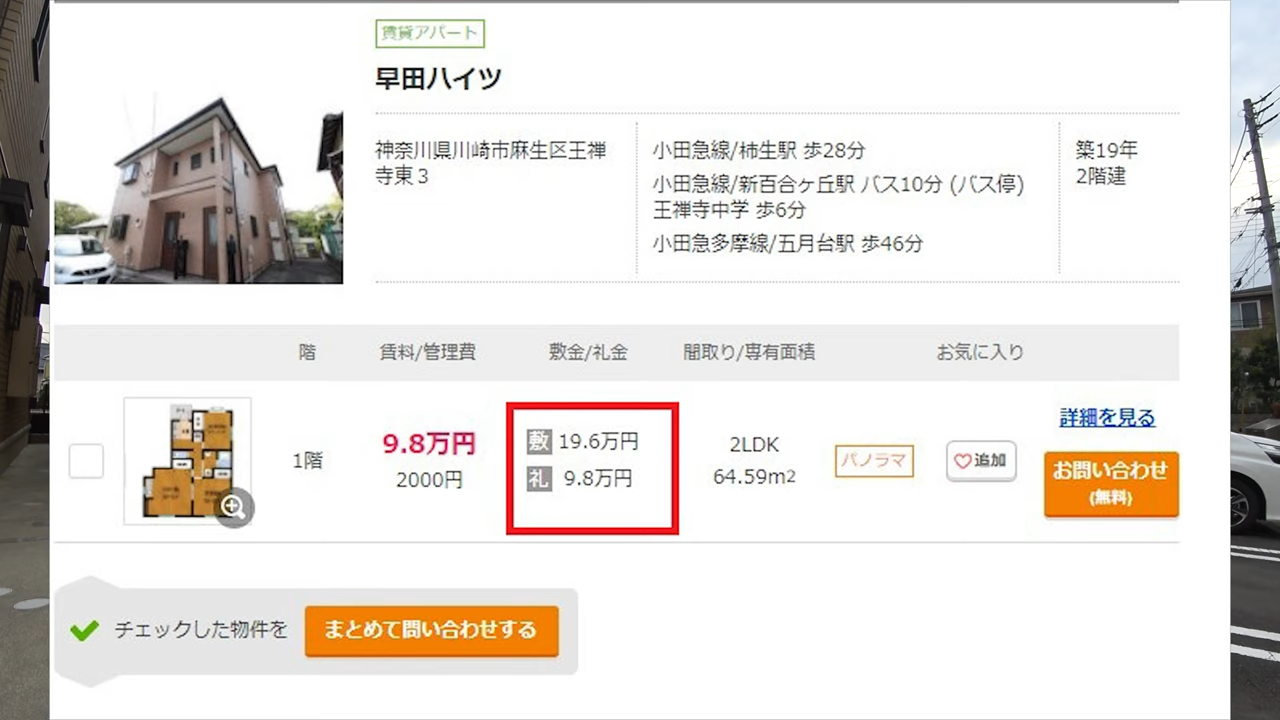 賃貸アパート
早田ハイツ
神奈川県川崎市麻生区王禅
寺東３
小田急線/柿生駅 歩28分
小田急線/新百合ヶ丘駅 バス10分 (バス停)
王禅寺中学 歩6分
小田急多摩線/五月台駅 歩46分
築19年
2階建
階 賃料/管理費 敷金/礼金 間取り/専有面積 お気に入り
1階
9.8万円
2000円
敷 19.6万円
礼 9.8万円
2LDK
64.59m2
パノラマ
追加
詳細を見る
お問い合わせ
(無料)
チェックした物件を
まとめて問い合わせする